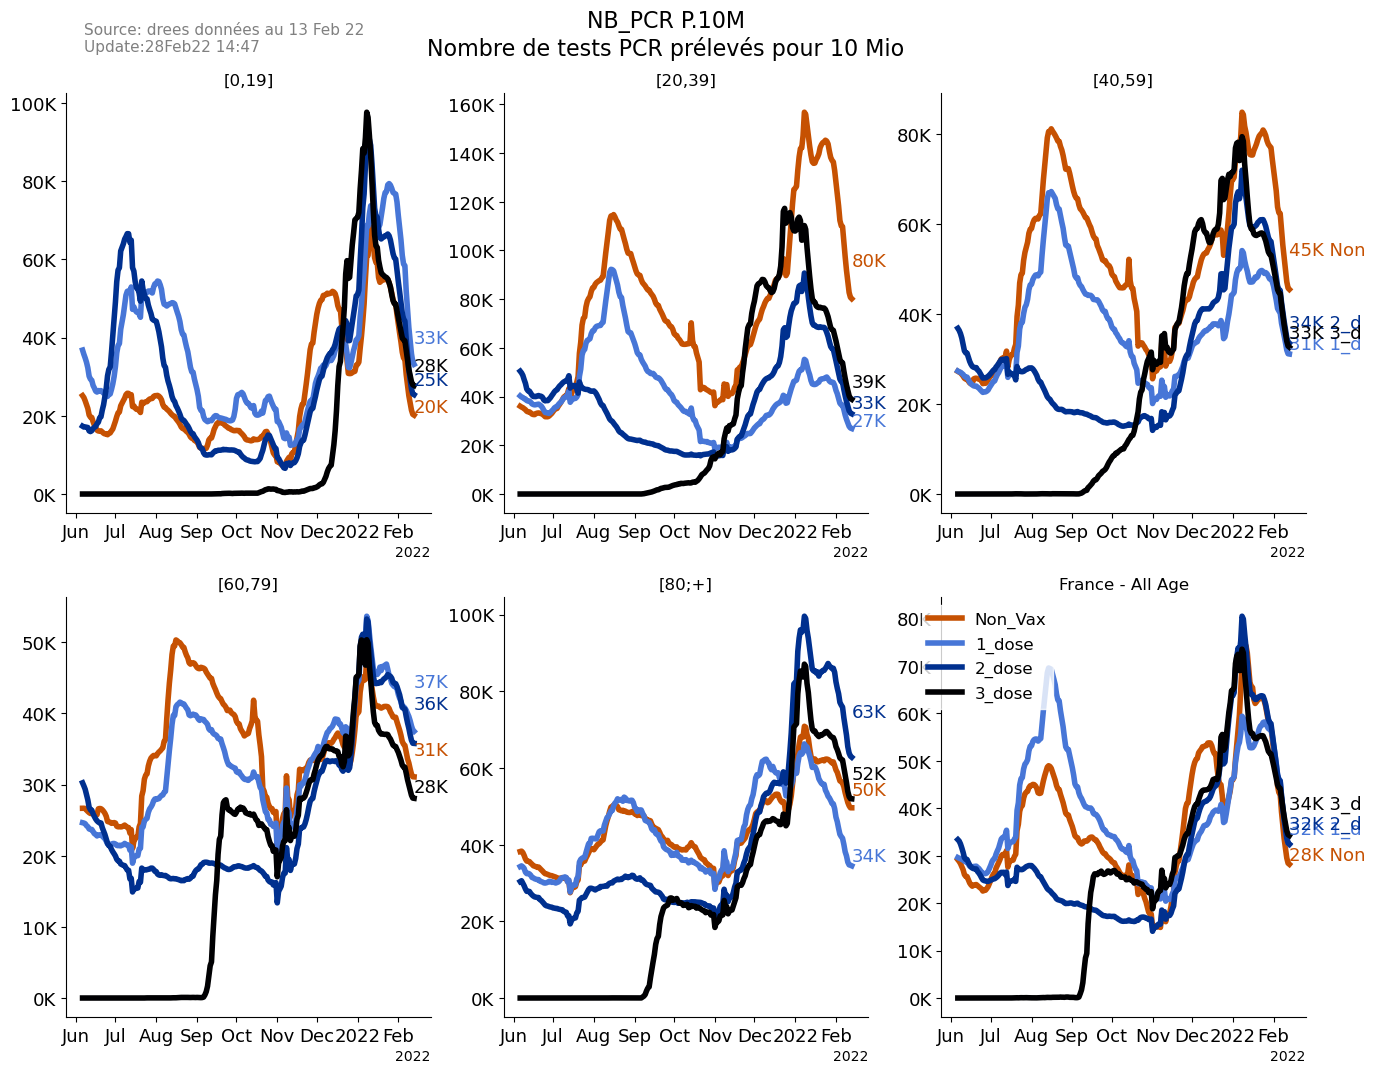 NB_PCR P.10M
Nombre de tests PCR prélevés pour 10 Mio
Source: drees données au 13 Feb 22
Update:28Feb22 14:47
[0,19]
100K
80K
60K
40K
20K
0K
33K
28K
25K
20K
Jun Jul Aug Sep Oct Nov Dec 2022 Feb
2022
[20,39]
160K
140K
120K
100K
80K
60K
40K
20K
0K
80K
39K
33K
27K
Jun Jul Aug Sep Oct Nov Dec 2022 Feb
2022
[40,59]
80K
60K
40K
20K
45K Non
34K 2_d
33K 3_d
31K 1_d
Jun Jul Aug Sep Oct Nov Dec 2022 Feb
2022
[60,79]
50K
40K
30K
20K
10K
0K
37K
36K
31K
28K
Jun Jul Aug Sep Oct Nov Dec 2022 Feb
2022
[80;+]
100K
80K
60K
40K
20K
0K
63K
52K
50K
34K
Jun Jul Aug Sep Oct Nov Dec 2022 Feb
2022
France - All Age
80K
70K
60K
50K
40K
30K
20K
10K
0K
Non_Vax
1_dose
2_dose
3_dose
34K 3_d
32K 2_d
32K 1_d
28K Non
Jun Jul Aug Sep Oct Nov Dec 2022 Feb
2022